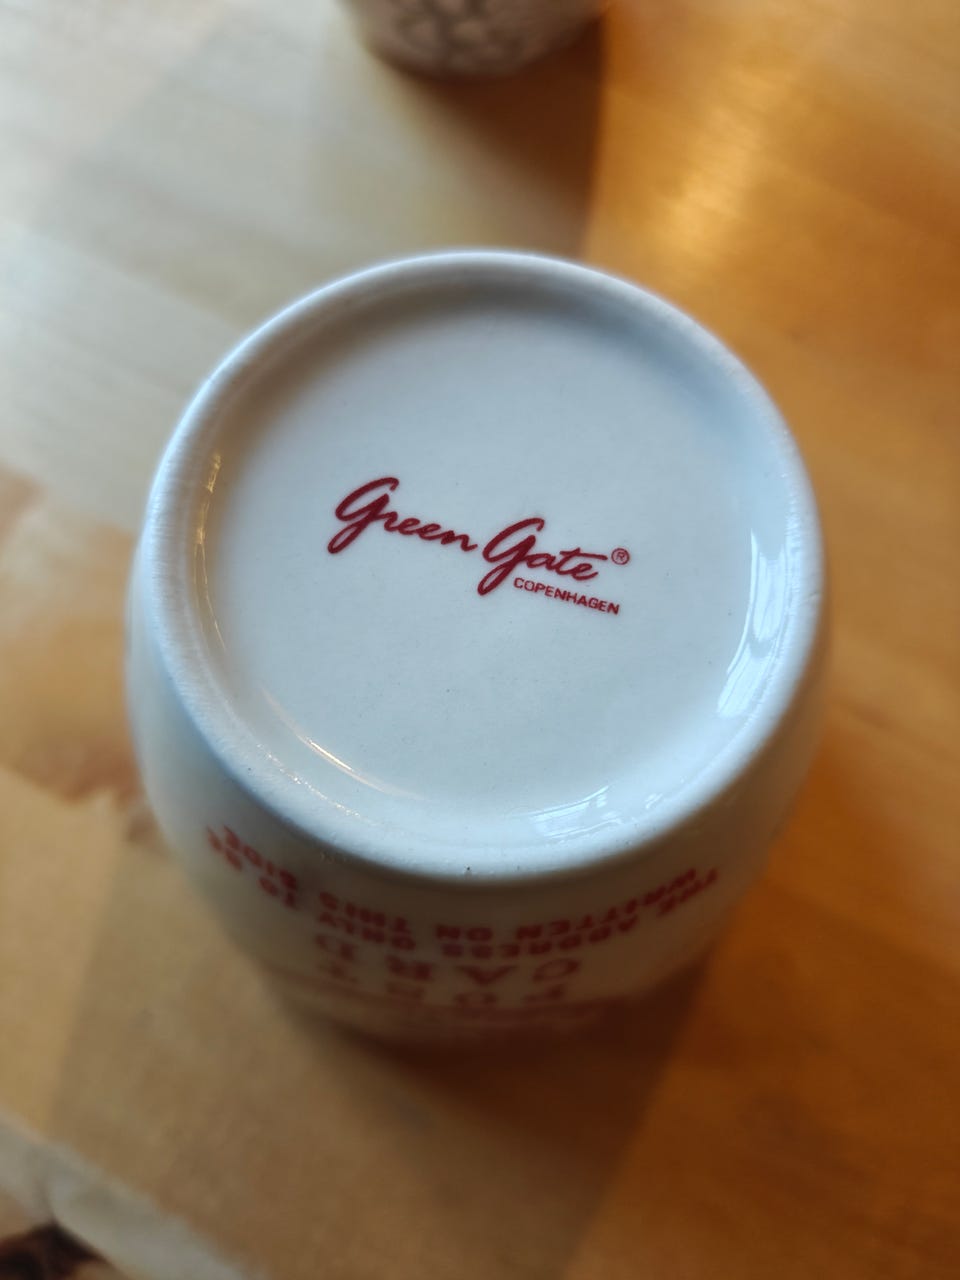 Green Gate®
COPENHAGEN
POST
CARD
THE ADDRESS ONLY TO BE
WRITTEN ON THIS SIDE